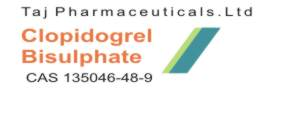 Taj Pharmaceuticals.Ltd
Clopidogrel
Bisulphate
CAS 135046-48-9